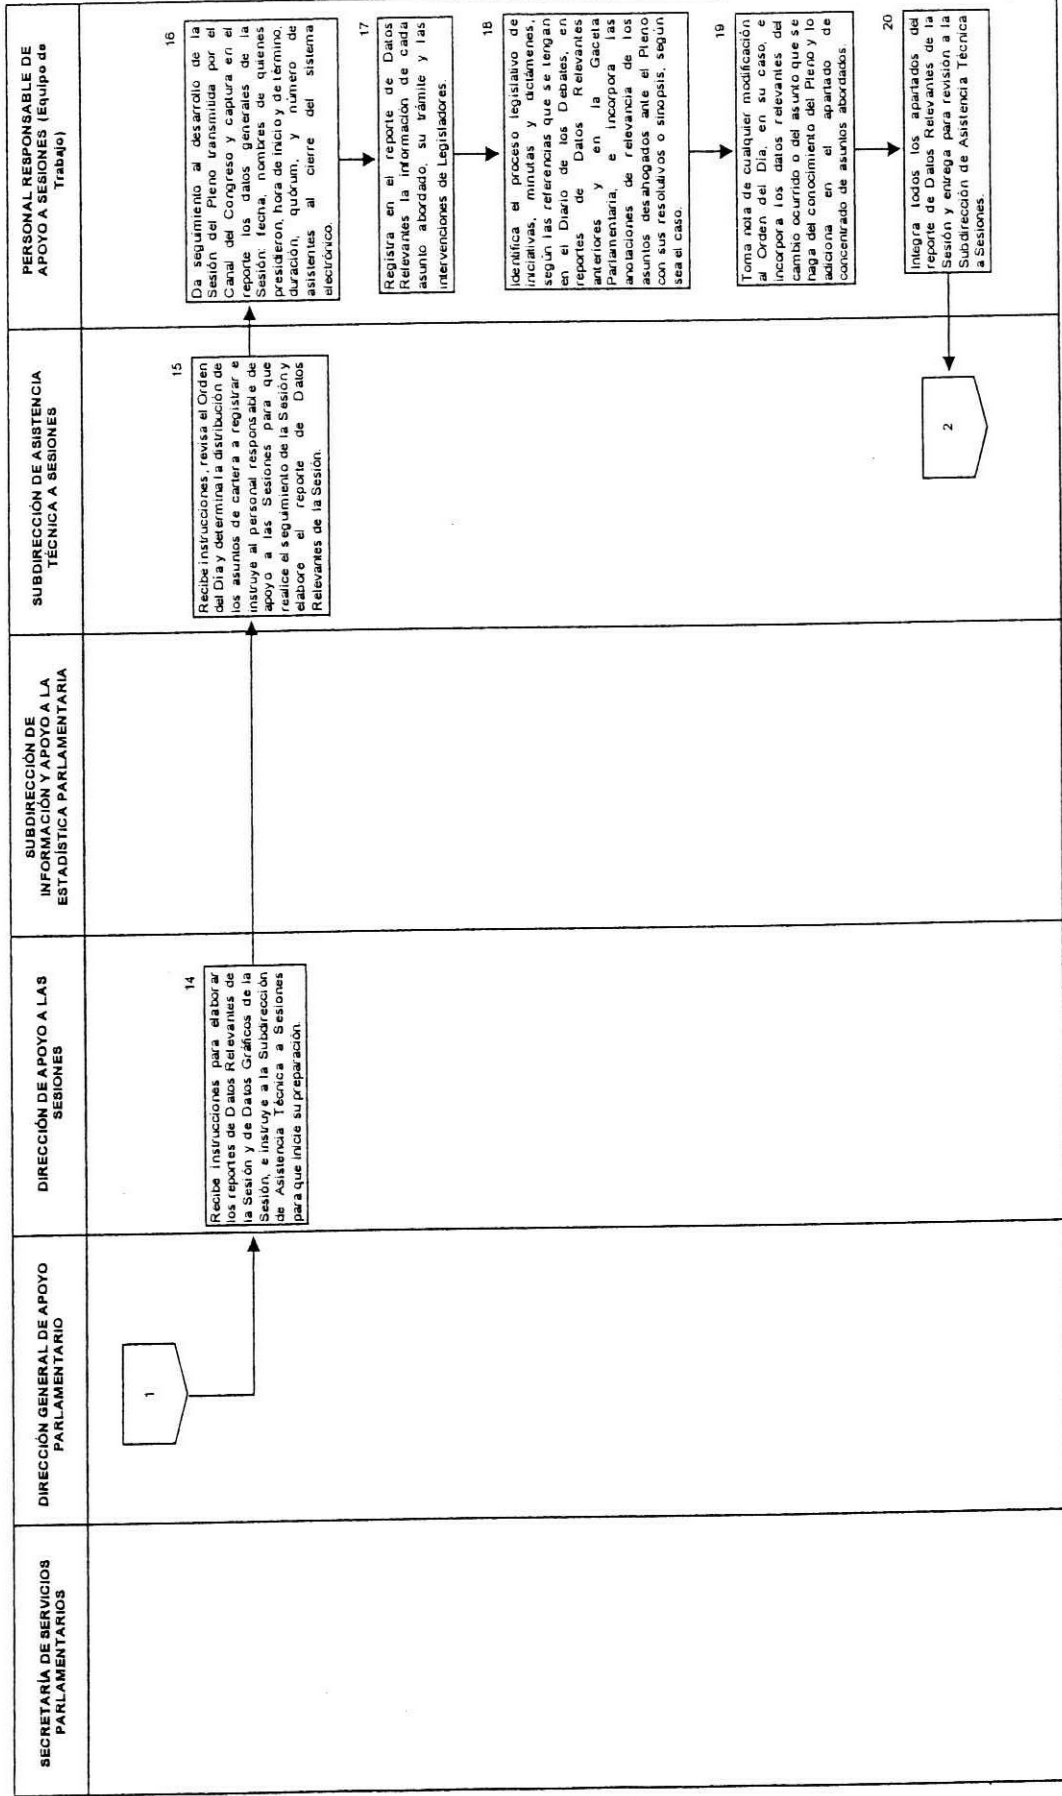 SECRETARÍA DE SERVICIOS
PARLAMENTARIOS
DIRECCIÓN GENERAL DE APOYO
PARLAMENTARIO
DIRECCIÓN DE APOYO A LAS
SESIONES
SUBDIRECCIÓN DE
INFORMACIÓN Y APOYO A LA
ESTADÍSTICA PARLAMENTARIA
SUBDIRECCIÓN DE ASISTENCIA
TÉCNICA A SESIONES
PERSONAL RESPONSABLE DE
APOYO A SESIONES (Equipo de
Trabajo)
1
14
Recibe instrucciones para elaborar
los reportes de Datos Relevantes de
la Sesión y de Datos Gráficos de la
Sesión, e instruye a la Subdirección
de Asistencia Técnica a Sesiones
para que inicie su preparación.
15
Recibe instrucciones, revisa el Orden
del Día y determina la distribución de
los asuntos de cartera a registrar e
instruye al personal responsable de
apoyo a las Sesiones para que
realice el seguimiento de la Sesión y
elabore el reporte de Datos
Relevantes de la Sesión.
16
Da seguimiento al desarrollo de la
Sesión del Pleno transmitida por el
Canal del Congreso y captura en el
reporte los datos generales de la
Sesión: fecha, nombres de quienes
presidieron, hora de inicio y de término,
duración, quórum, y número de
asistentes al cierre del sistema
electrónico.
17
Registra en el reporte de Datos
Relevantes la información de cada
asunto abordado, su trámite y las
intervenciones de Legisladores.
18
Identifica el proceso legislativo de
iniciativas, minutas y dictámenes,
según las referencias que se tengan
en el Diario de los Debates, en
reportes de Datos Relevantes
anteriores y en la Gaceta
Parlamentaria, e incorpora las
anotaciones de relevancia de los
asuntos desahogados ante el Pleno
con sus resolutivos o sinopsis, según
sea el caso.
19
Toma nota de cualquier modificación
al Orden del Día, en su caso, e
incorpora los datos relevantes del
cambio ocurrido o del asunto que se
haga del conocimiento del Pleno y lo
adiciona en el apartado de
concentrado de asuntos abordados.
20
Integra todos los apartados del
reporte de Datos Relevantes de la
Sesión y entrega para revisión a la
Subdirección de Asistencia Técnica
a Sesiones.
2